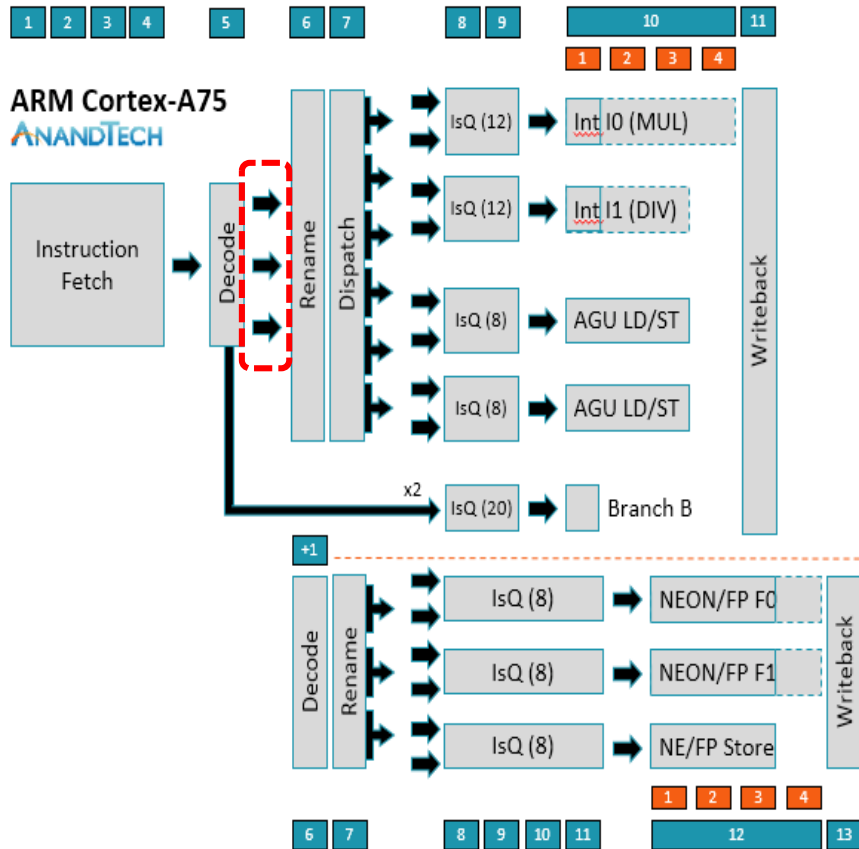 1 2 3 4 5 6 7 8 9 10 11
1 2 3 4
ARM Cortex-A75
ANANDTECH
IsQ (12)
Int I0 (MUL)
IsQ (12)
Int I1 (DIV)
Instruction
Fetch
Decode
Rename
Dispatch
Writeback
IsQ (8)
AGU LD/ST
IsQ (8)
AGU LD/ST
x2
IsQ (20)
Branch B
+1
Decode
Rename
IsQ (8)
NEON/FP F0
IsQ (8)
NEON/FP F1
IsQ (8)
NE/FP Store
Writeback
1 2 3 4
6 7 8 9 10 11 12 13